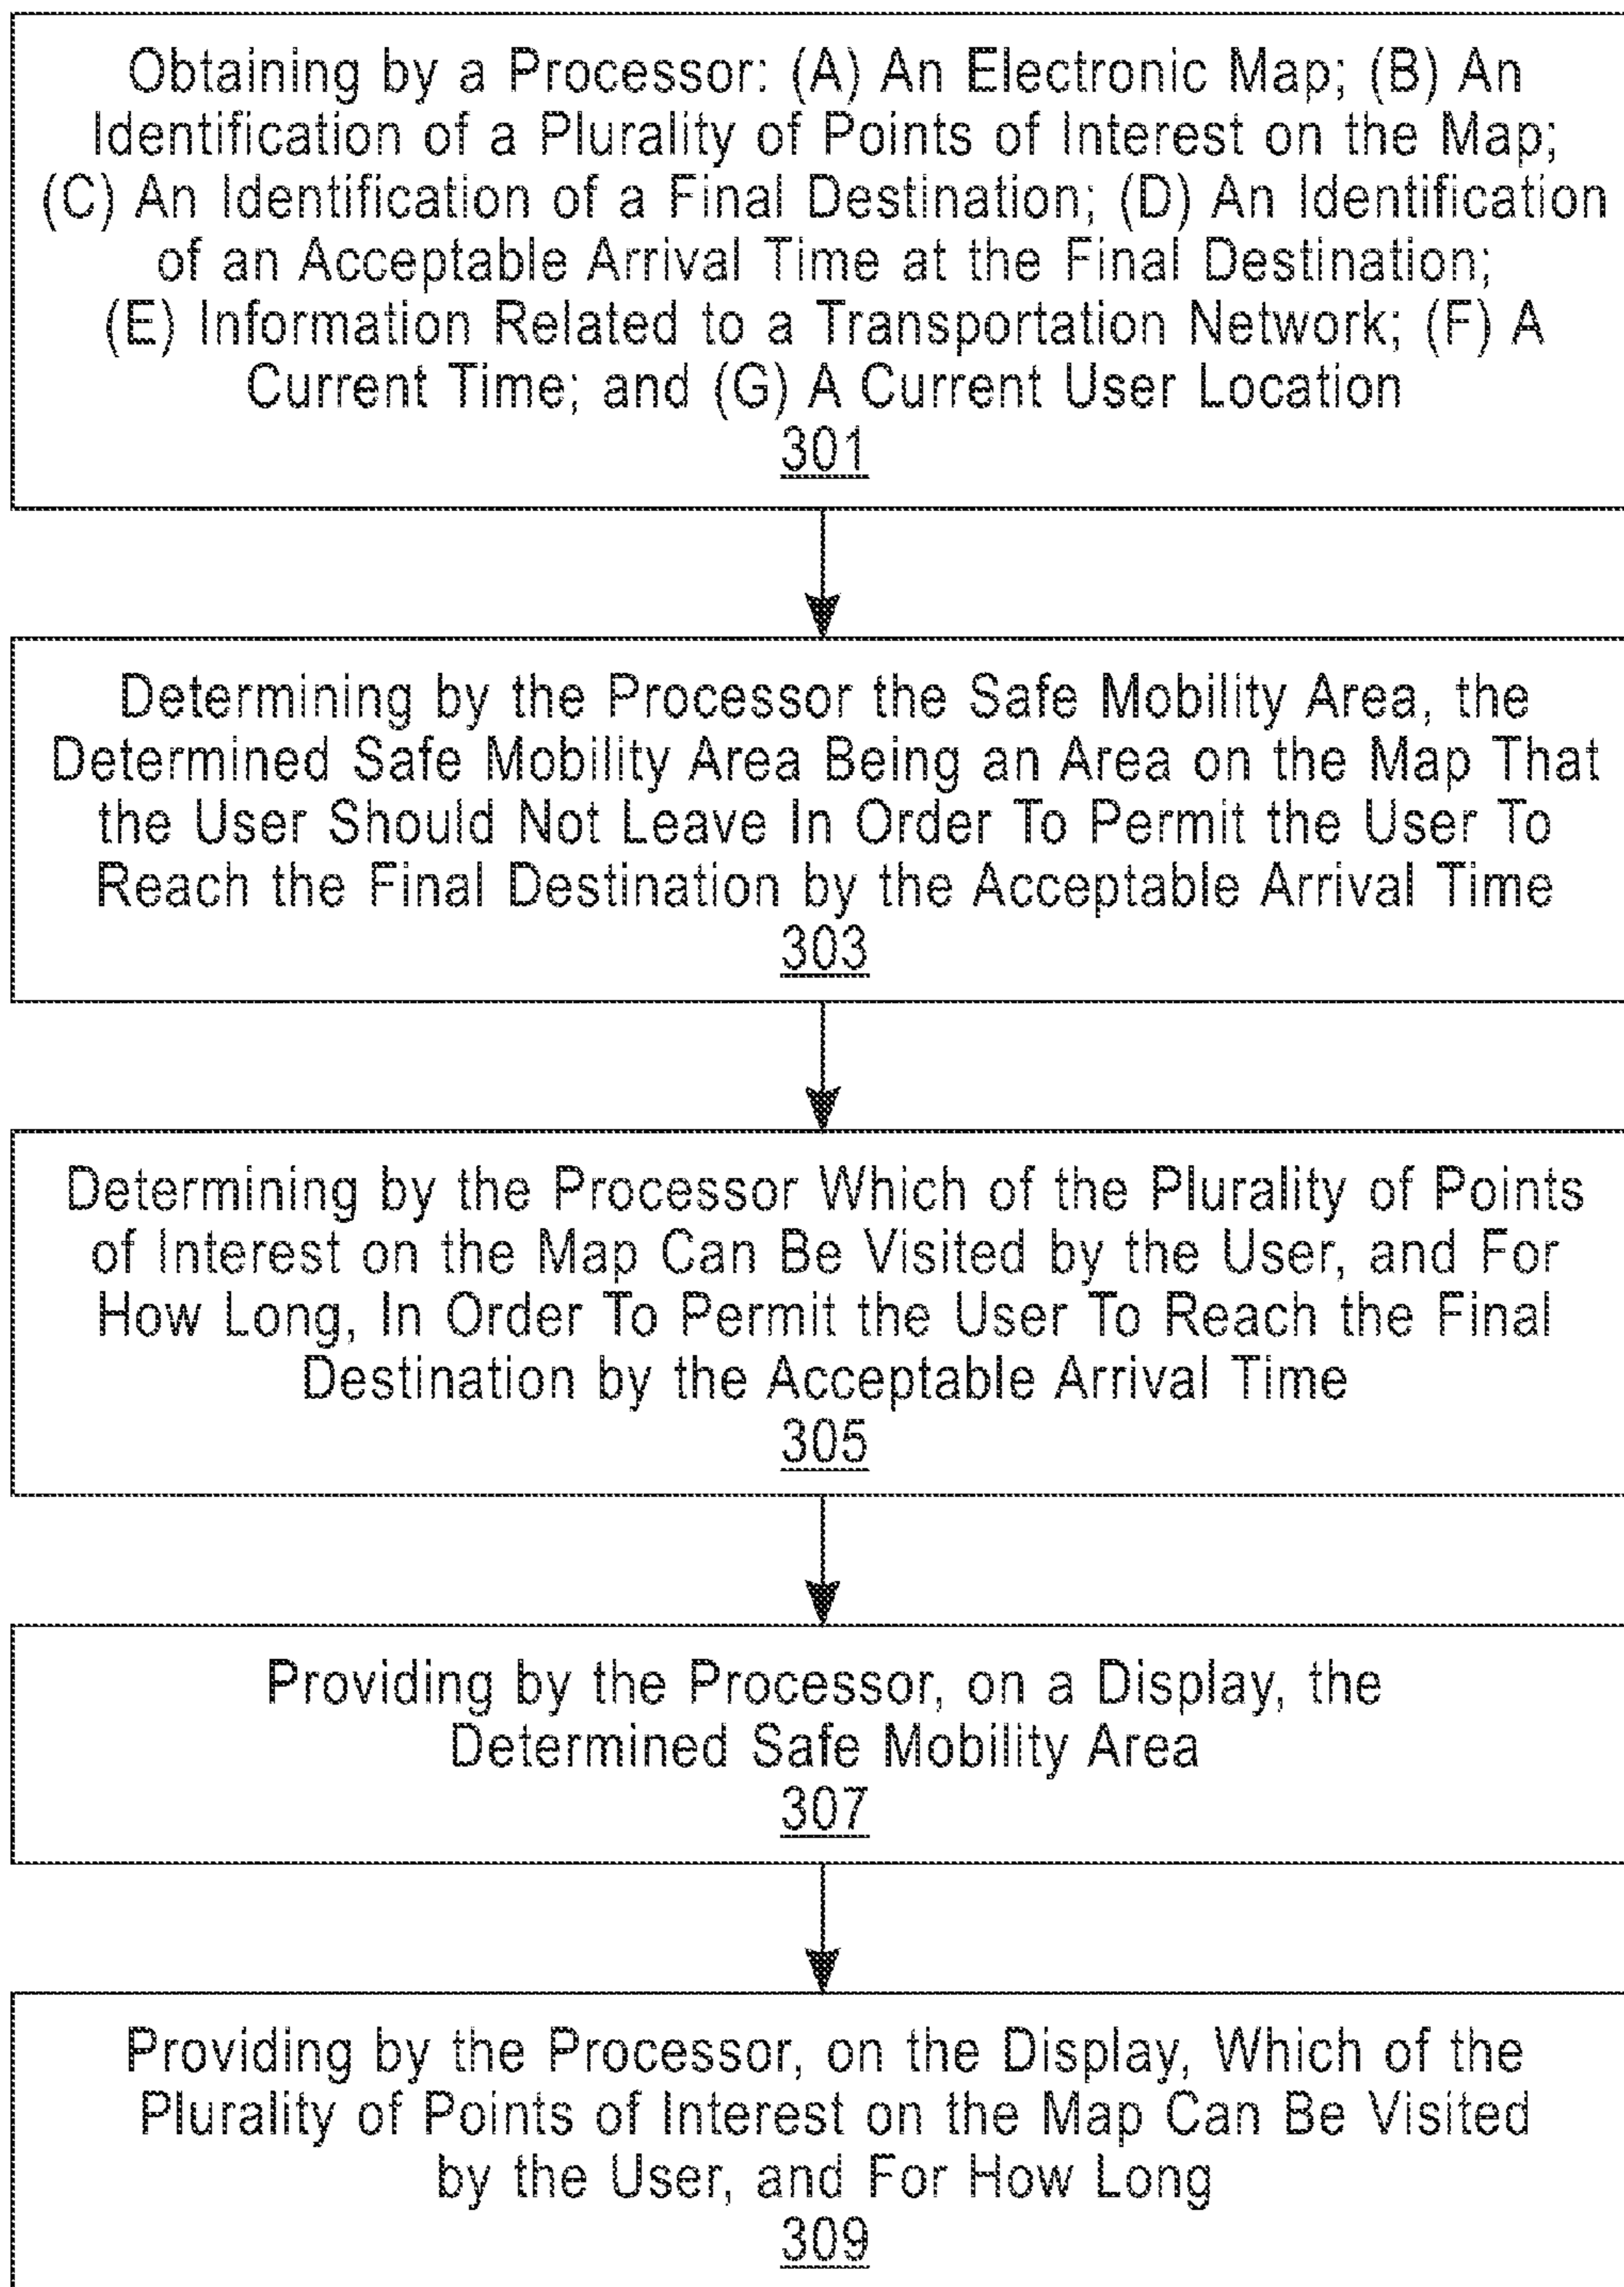 Obtaining by a Processor: (A) An Electronic Map; (B) An
Identification of a Plurality of Points of Interest on the Map;
(C) An Identification of a Final Destination; (D) An Identification
of an Acceptable Arrival Time at the Final Destination;
(E) Information Related to a Transportation Network; (F) A
Current Time; and (G) A Current User Location
301
Determining by the Processor the Safe Mobility Area, the
Determined Safe Mobility Area Being an Area on the Map That
the User Should Not Leave In Order To Permit the User To
Reach the Final Destination by the Acceptable Arrival Time
303
Determining by the Processor Which of the Plurality of Points
of Interest on the Map Can Be Visited by the User, and For
How Long, In Order To Permit the User To Reach the Final
Destination by the Acceptable Arrival Time
305
Providing by the Processor, on a Display, the
Determined Safe Mobility Area
307
Providing by the Processor, on the Display, Which of the
Plurality of Points of Interest on the Map Can Be Visited
by the User, and For How Long
309